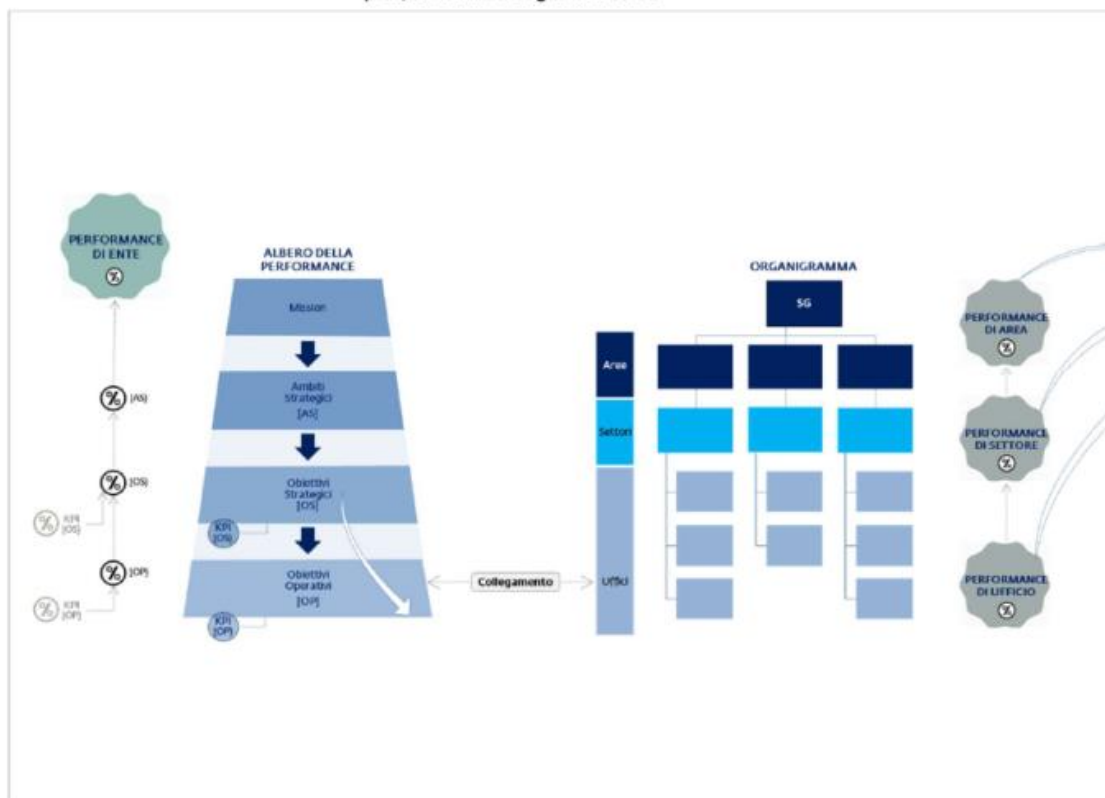 PERFORMANCE
DI ENTE
%
[AS]
%
[OS]
%
KPI
[OS]
%
[OP]
%
KPI
[OP]
%
ALBERO DELLA
PERFORMANCE
Mission
Ambiti
Strategici
[AS]
Obiettivi
Strategici
[OS]
KPI
[OS]
Obiettivi
Operativi
[OP]
KPI
[OP]
Collegamento
ORGANIGRAMMA
SG
Aree
Settori
Uffici
PERFORMANCE
DI AREA
%
PERFORMANCE
DI SETTORE
%
PERFORMANCE
DI UFFICIO
%